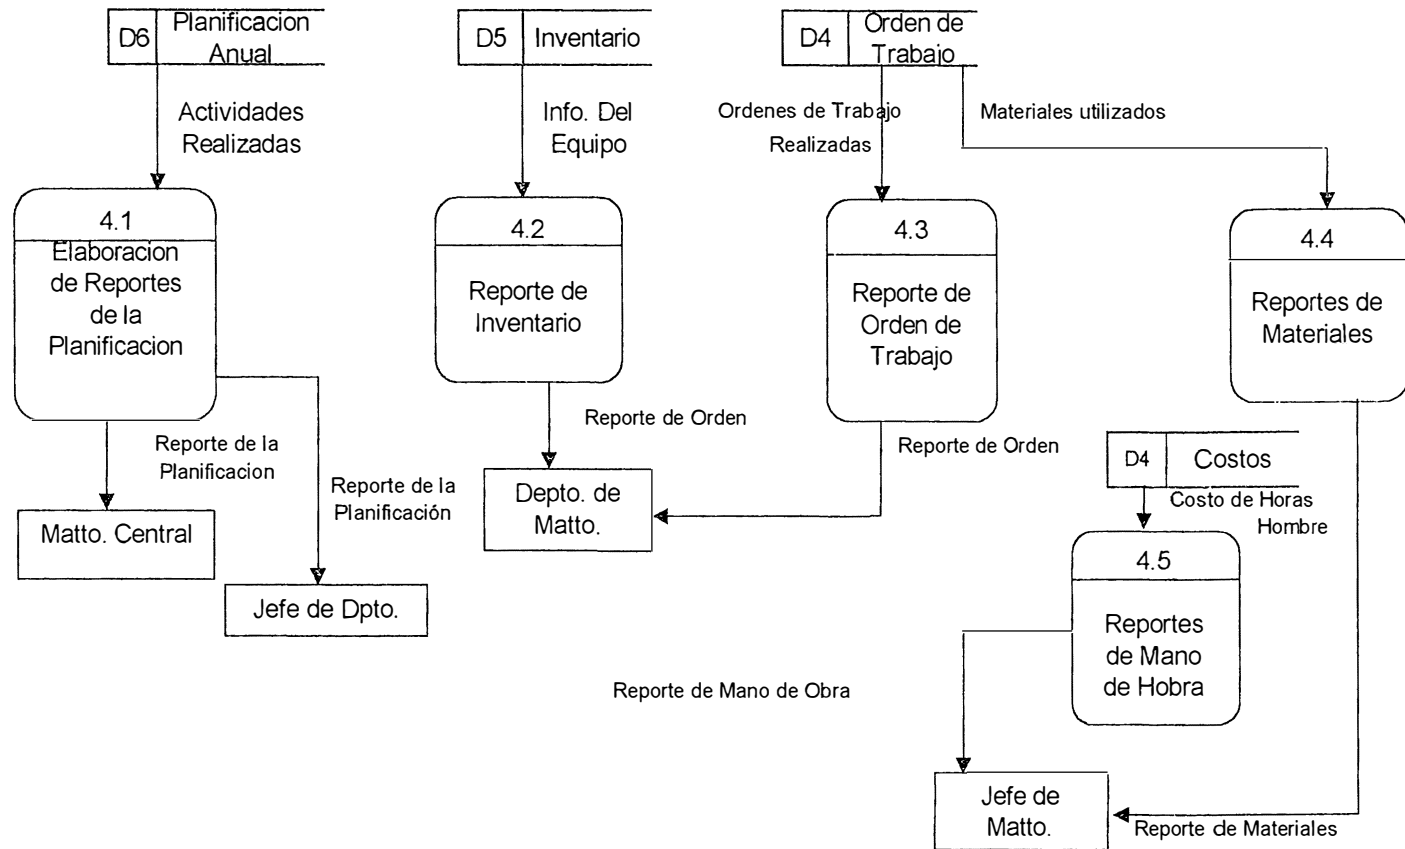 D6
Planificacion
Anual
D5
Inventario
D4
Orden de
Trabajo
Actividades
Realizadas
Info. Del
Equipo
Ordenes de Trabajo
Realizadas
Materiales utilizados
4.1
Elaboracion
de Reportes
de la
Planificacion
4.2
Reporte de
Inventario
4.3
Reporte de
Orden de
Trabajo
4.4
Reportes de
Materiales
Reporte de la
Planificacion
Reporte de la
Planificación
Reporte de Orden
Reporte de Orden
D4
Costos
Costo de Horas
Hombre
Matto. Central
Jefe de Dpto.
Depto. de
Matto.
4.5
Reportes
de Mano
de Hobra
Reporte de Mano de Obra
Jefe de
Matto.
Reporte de Materiales